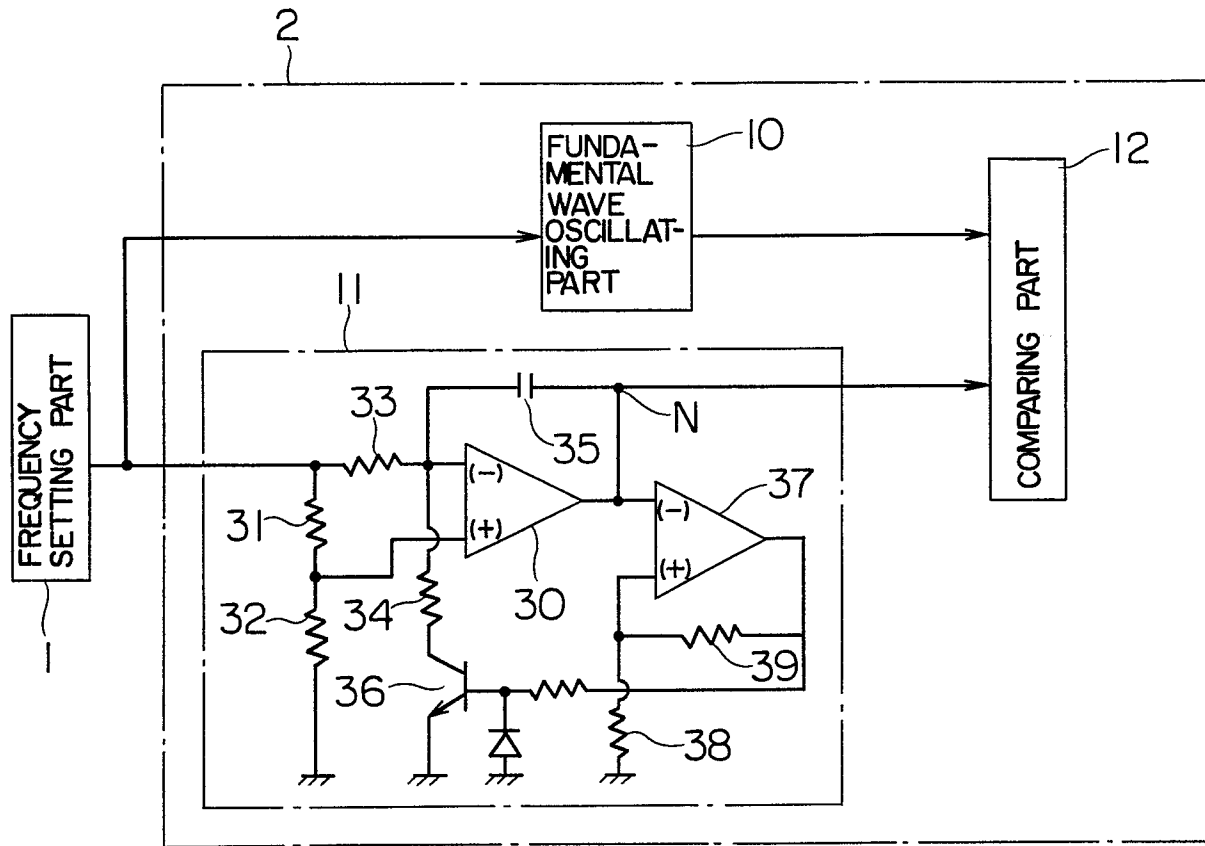 2
FUNDA-
MENTAL
WAVE
OSCILLAT-
ING
PART
10
12
COMPARING PART
11
FREQUENCY
SETTING PART
1
33
35
N
(-)
(+)
30
37
(-)
(+)
31
32
34
36
39
38